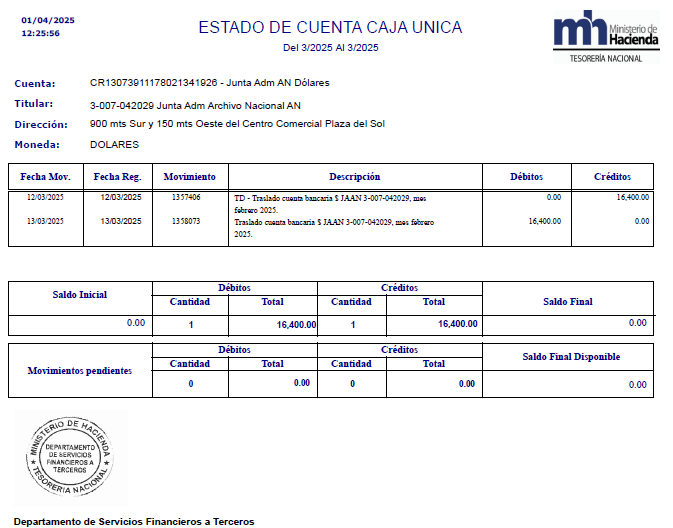 01/04/2025
12:25:56
ESTADO DE CUENTA CAJA UNICA
Del 3/2025 Al 3/2025
mh Ministerio de
Hacienda
TESORERÍA NACIONAL
Cuenta: CR13073911178021341926 - Junta Adm AN Dólares
Titular: 3-007-042029 Junta Adm Archivo Nacional AN
Dirección: 900 mts Sur y 150 mts Oeste del Centro Comercial Plaza del Sol
Moneda: DOLARES
Fecha Mov. Fecha Reg. Movimiento Descripción Débitos Créditos
12/03/2025 12/03/2025 1357406 TD - Traslado cuenta bancaria $ JAAN 3-007-042029, mes 0.00 16,400.00
febrero 2025.
13/03/2025 13/03/2025 1358073 Traslado cuenta bancaria $ JAAN 3-007-042029, mes febrero 16,400.00 0.00
2025.
Saldo Inicial Débitos Créditos Saldo Final
Cantidad Total Cantidad Total
0.00 1 16,400.00 1 16,400.00 0.00
Movimientos pendientes Débitos Créditos Saldo Final Disponible
Cantidad Total Cantidad Total
0 0.00 0 0.00 0.00
MINISTERIO DE HACIENDA
DEPARTAMENTO
DE SERVICIOS
FINANCIEROS A
TERCEROS
TESORERIA NACIONAL
Departamento de Servicios Financieros a Terceros